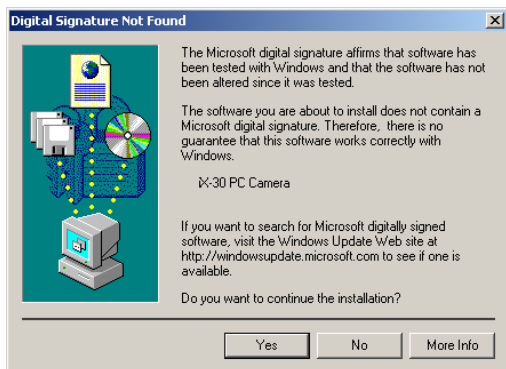 Digital Signature Not Found
The Microsoft digital signature affirms that software has
been tested with Windows and that the software has not
been altered since it was tested.
The software you are about to install does not contain a
Microsoft digital signature. Therefore, there is no
guarantee that this software works correctly with
Windows.
iX-30 PC Camera
If you want to search for Microsoft digitally signed
software, visit the Windows Update Web site at
http://windowsupdate.microsoft.com to see if one is
available.
Do you want to continue the installation?
Yes
No
More Info